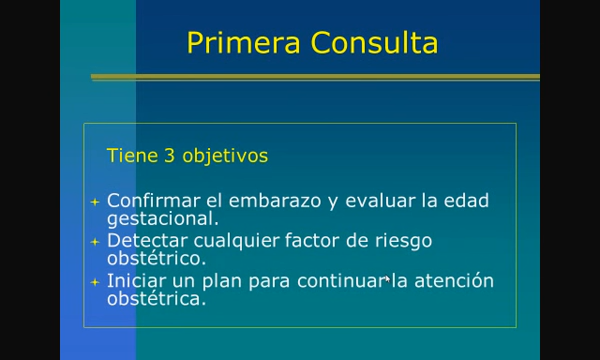 Primera Consulta
Tiene 3 objetivos
Confirmar el embarazo y evaluar la edad
gestacional.
Detectar cualquier factor de riesgo
obstétrico.
Iniciar un plan para continuar la atención
obstétrica.